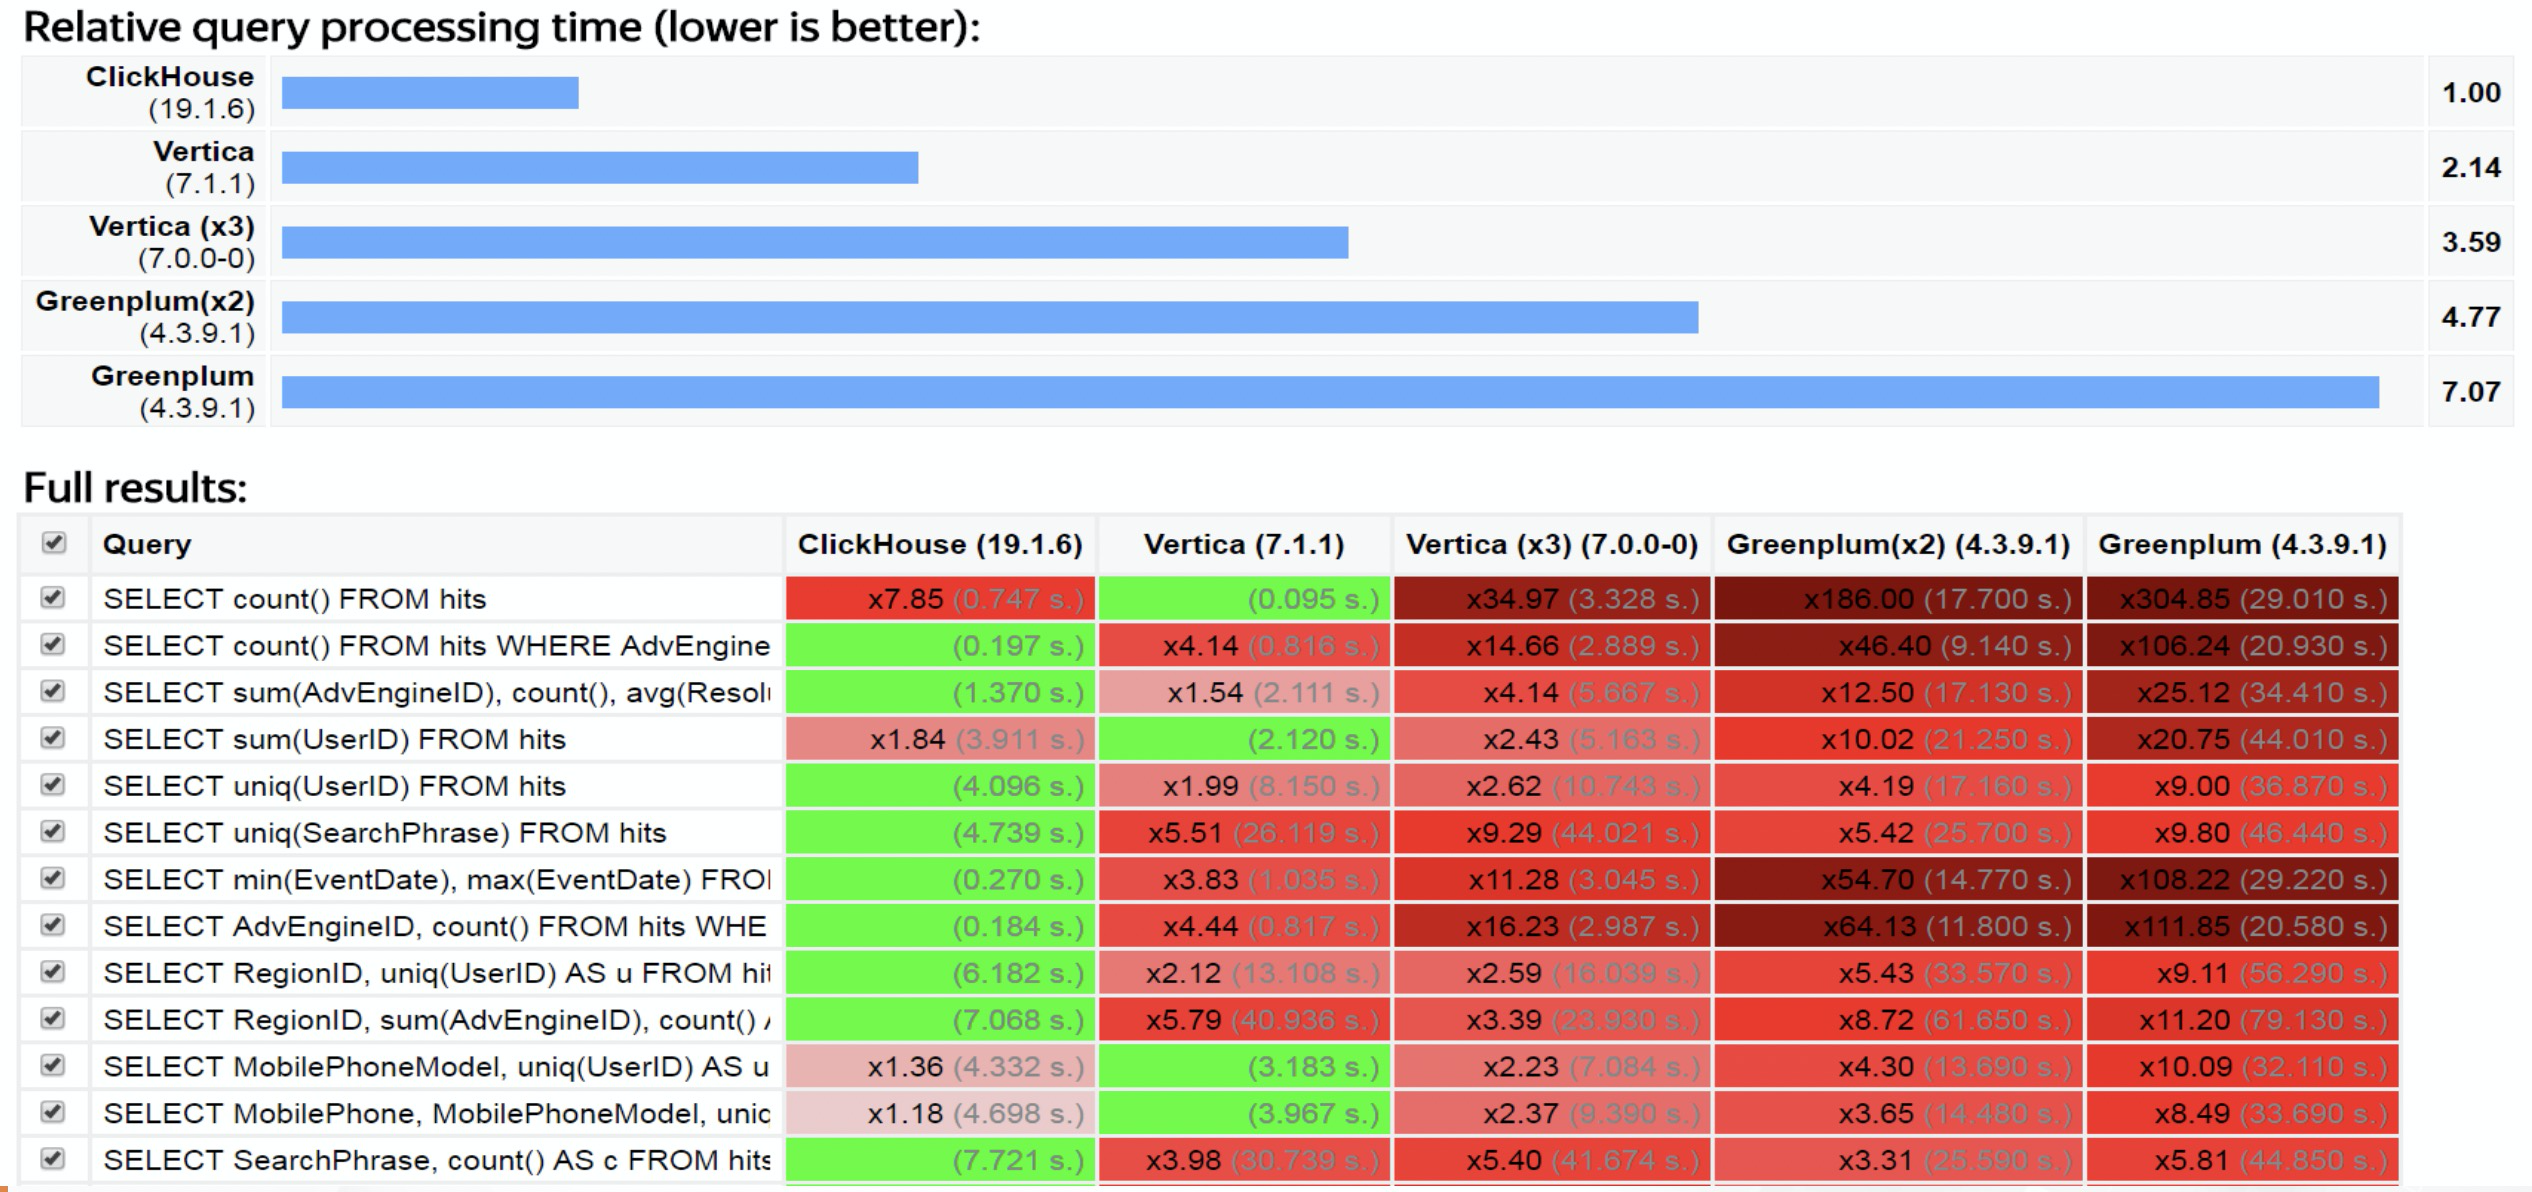 Relative query processing time (lower is better):
ClickHouse
(19.1.6)
1.00
Vertica
(7.1.1)
2.14
Vertica (x3)
(7.0.0-0)
3.59
Greenplum(x2)
(4.3.9.1)
4.77
Greenplum
(4.3.9.1)
7.07
Full results:
Query ClickHouse (19.1.6) Vertica (7.1.1) Vertica (x3) (7.0.0-0) Greenplum(x2) (4.3.9.1) Greenplum (4.3.9.1)
SELECT count() FROM hits x7.85 (0.747 s.) (0.095 s.) x34.97 (3.328 s.) x186.00 (17.700 s.) x304.85 (29.010 s.)
SELECT count() FROM hits WHERE AdvEngine (0.197 s.) x4.14 (0.816 s.) x14.66 (2.889 s.) x46.40 (9.140 s.) x106.24 (20.930 s.)
SELECT sum(AdvEngineID), count(), avg(Resolu (1.370 s.) x1.54 (2.111 s.) x4.14 (5.667 s.) x12.50 (17.130 s.) x25.12 (34.410 s.)
SELECT sum(UserID) FROM hits x1.84 (3.911 s.) (2.120 s.) x2.43 (5.163 s.) x10.02 (21.250 s.) x20.75 (44.010 s.)
SELECT uniq(UserID) FROM hits (4.096 s.) x1.99 (8.150 s.) x2.62 (10.743 s.) x4.19 (17.160 s.) x9.00 (36.870 s.)
SELECT uniq(SearchPhrase) FROM hits (4.739 s.) x5.51 (26.119 s.) x9.29 (44.021 s.) x5.42 (25.700 s.) x9.80 (46.440 s.)
SELECT min(EventDate), max(EventDate) FROM (0.270 s.) x3.83 (1.035 s.) x11.28 (3.045 s.) x54.70 (14.770 s.) x108.22 (29.220 s.)
SELECT AdvEngineID, count() FROM hits WHE (0.184 s.) x4.44 (0.817 s.) x16.23 (2.987 s.) x64.13 (11.800 s.) x111.85 (20.580 s.)
SELECT RegionID, uniq(UserID) AS u FROM hit (6.182 s.) x2.12 (13.108 s.) x2.59 (16.039 s.) x5.43 (33.570 s.) x9.11 (56.290 s.)
SELECT RegionID, sum(AdvEngineID), count() A (7.068 s.) x5.79 (40.936 s.) x3.39 (23.930 s.) x8.72 (61.650 s.) x11.20 (79.130 s.)
SELECT MobilePhoneModel, uniq(UserID) AS u x1.36 (4.332 s.) (3.183 s.) x2.23 (7.084 s.) x4.30 (13.690 s.) x10.09 (32.110 s.)
SELECT MobilePhone, MobilePhoneModel, uniq x1.18 (4.698 s.) (3.967 s.) x2.37 (9.390 s.) x3.65 (14.480 s.) x8.49 (33.690 s.)
SELECT SearchPhrase, count() AS c FROM hits (7.721 s.) x3.98 (30.739 s.) x5.40 (41.674 s.) x3.31 (25.590 s.) x5.81 (44.850 s.)